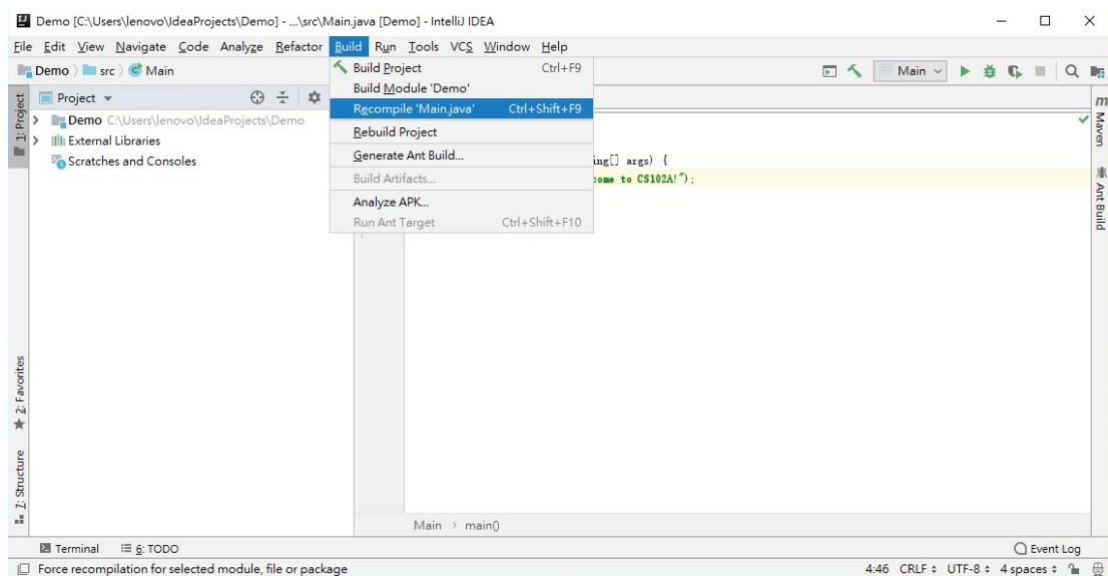 Demo [C:\Users\lenovo\IdeaProjects\Demo] - ...\src\Main.java [Demo] - IntelliJ IDEA
File Edit View Navigate Code Analyze Refactor Build Run Tools VCS Window Help
Demo src Main
Main
Build Project Ctrl+F9
Build Module 'Demo'
Recompile 'Main.java' Ctrl+Shift+F9
Rebuild Project
Generate Ant Build...
Build Artifacts...
Analyze APK...
Run Ant Target Ctrl+Shift+F10
1: Project
Project
Demo C:\Users\lenovo\IdeaProjects\Demo
External Libraries
Scratches and Consoles
ing[] args) {
come to CS102A!");
m
Maven
Ant Build
2: Favorites
7: Structure
Main > main()
Terminal 6: TODO
Event Log
Force recompilation for selected module, file or package
4:46 CRLF UTF-8 4 spaces